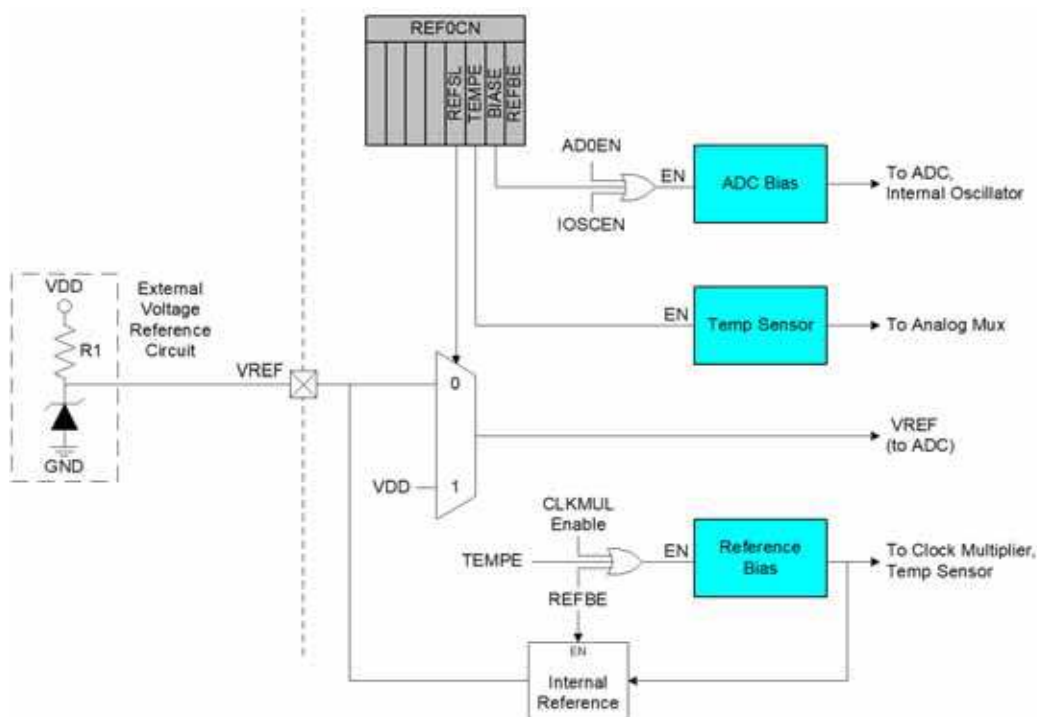 REF0CN
REFSL
TEMPE
BIASE
REFBE
AD0EN
IOSCEN
EN
ADC Bias
To ADC,
Internal Oscillator
VDD
R1
GND
External
Voltage
Reference
Circuit
EN
Temp Sensor
To Analog Mux
VREF
0
VDD
1
VREF
(to ADC)
CLKMUL
Enable
TEMPE
REFBE
EN
Reference
Bias
To Clock Multiplier,
Temp Sensor
EN
Internal
Reference